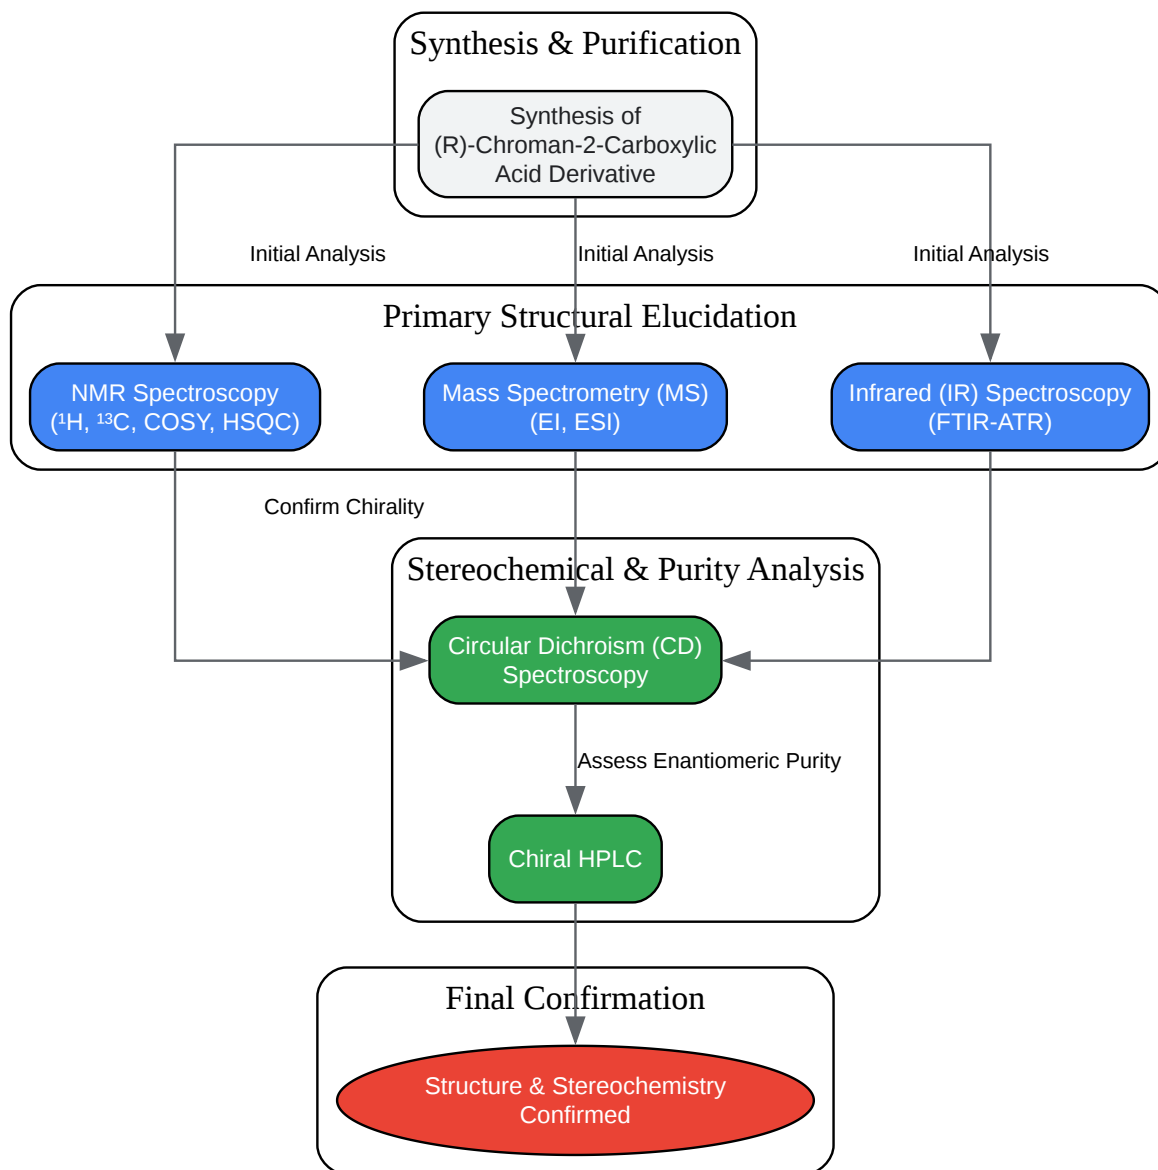 Synthesis & Purification
Synthesis of
(R)-Chroman-2-Carboxylic
Acid Derivative
Initial Analysis
Initial Analysis
Initial Analysis
Primary Structural Elucidation
NMR Spectroscopy
(¹H, ¹³C, COSY, HSQC)
Mass Spectrometry (MS)
(EI, ESI)
Infrared (IR) Spectroscopy
(FTIR-ATR)
Confirm Chirality
Stereochemical & Purity Analysis
Circular Dichroism (CD)
Spectroscopy
Assess Enantiomeric Purity
Chiral HPLC
Final Confirmation
Structure & Stereochemistry
Confirmed